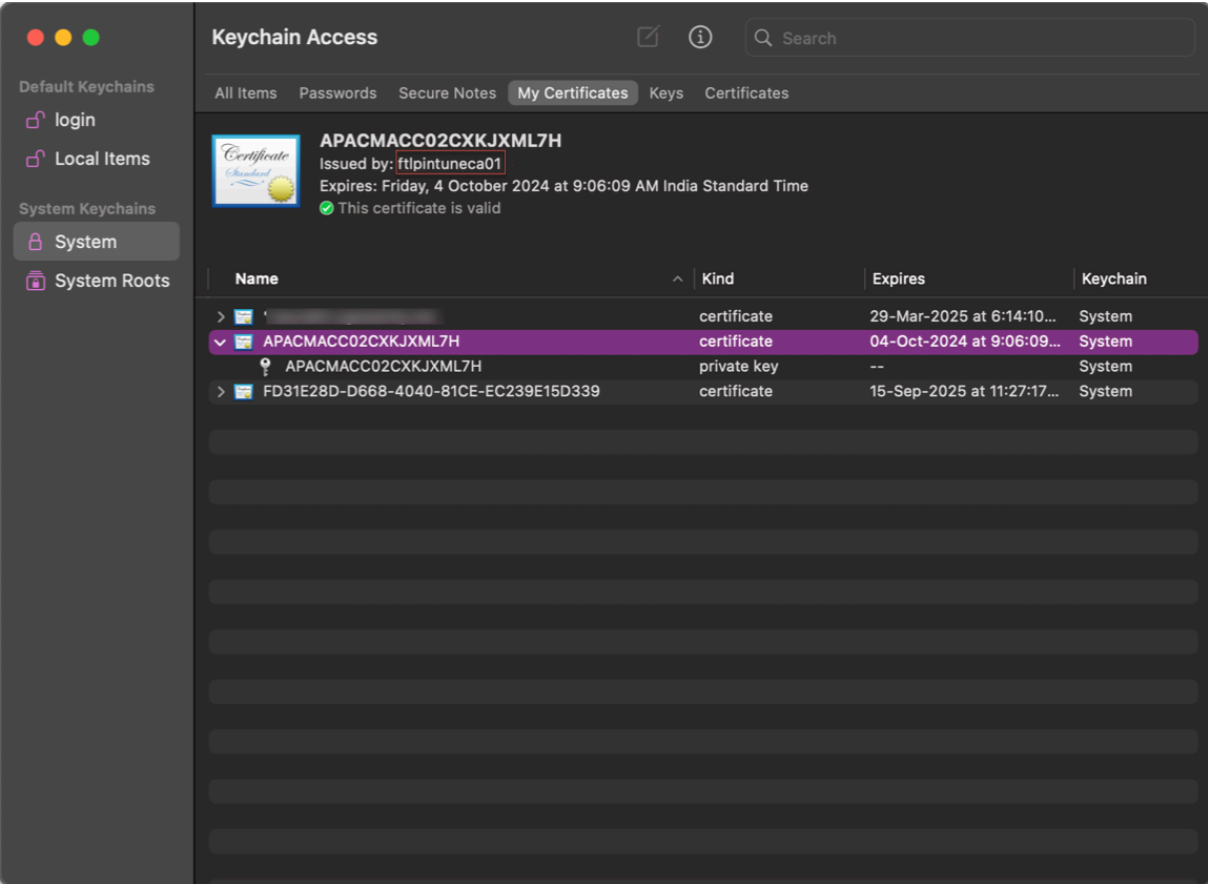 Keychain Access
Search
Default Keychains
login
Local Items
System Keychains
System
System Roots
All Items Passwords Secure Notes My Certificates Keys Certificates
Certificate
Standard
APACMACC02CXKJXML7H
Issued by: ftlpintuneca01
Expires: Friday, 4 October 2024 at 9:06:09 AM India Standard Time
This certificate is valid
Name Kind Expires Keychain
certificate 29-Mar-2025 at 6:14:10... System
APACMACC02CXKJXML7H certificate 04-Oct-2024 at 9:06:09... System
APACMACC02CXKJXML7H private key -- System
FD31E28D-D668-4040-81CE-EC239E15D339 certificate 15-Sep-2025 at 11:27:17... System